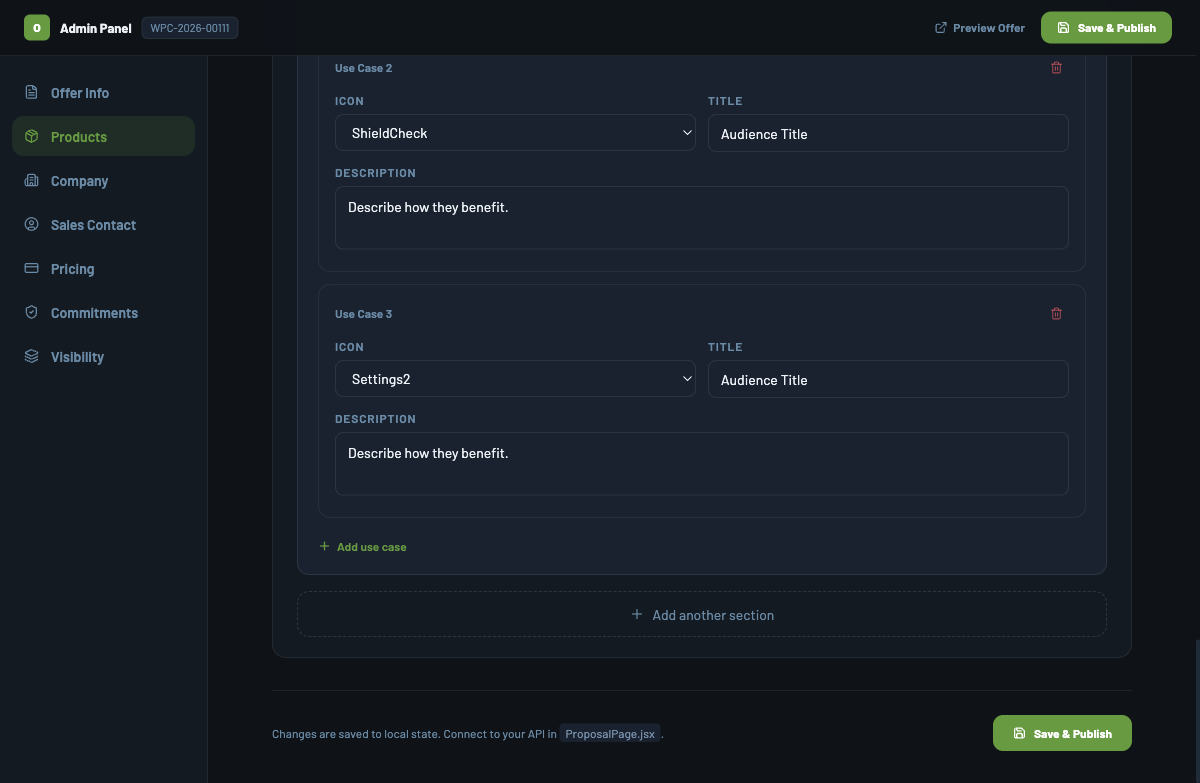 O Admin Panel WPC-2026-00111 Preview Offer Save & Publish
Offer Info
Products
Company
Sales Contact
Pricing
Commitments
Visibility
Use Case 2
ICON TITLE
ShieldCheck Audience Title
DESCRIPTION
Describe how they benefit.
Use Case 3
ICON TITLE
Settings2 Audience Title
DESCRIPTION
Describe how they benefit.
+ Add use case
+ Add another section
Changes are saved to local state. Connect to your API in ProposalPage.jsx. Save & Publish